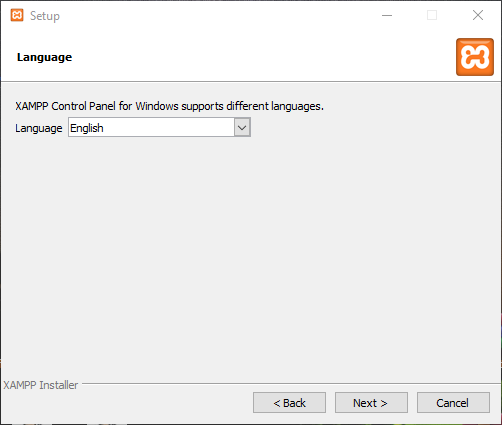 Setup
Language
XAMPP Control Panel for Windows supports different languages.
Language English
XAMPP Installer
< Back Next > Cancel